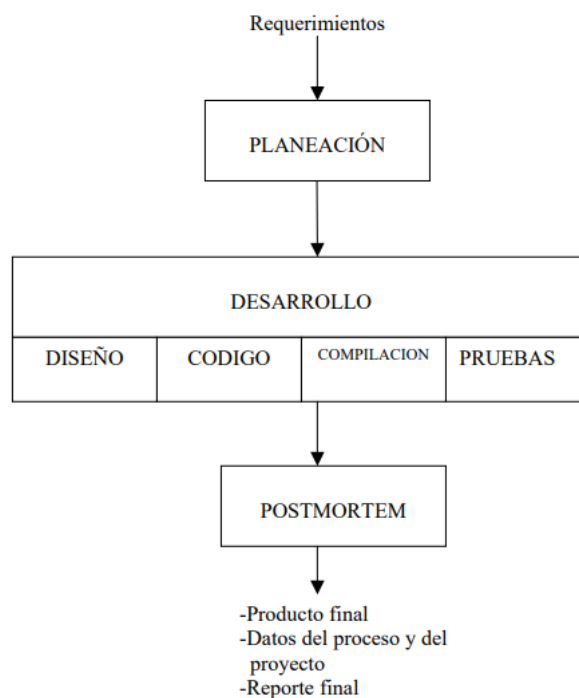 Requerimientos
PLANEACIÓN
DESARROLLO
DISEÑO CODIGO COMPILACION PRUEBAS
POSTMORTEM
-Producto final
-Datos del proceso y del
proyecto
-Reporte final